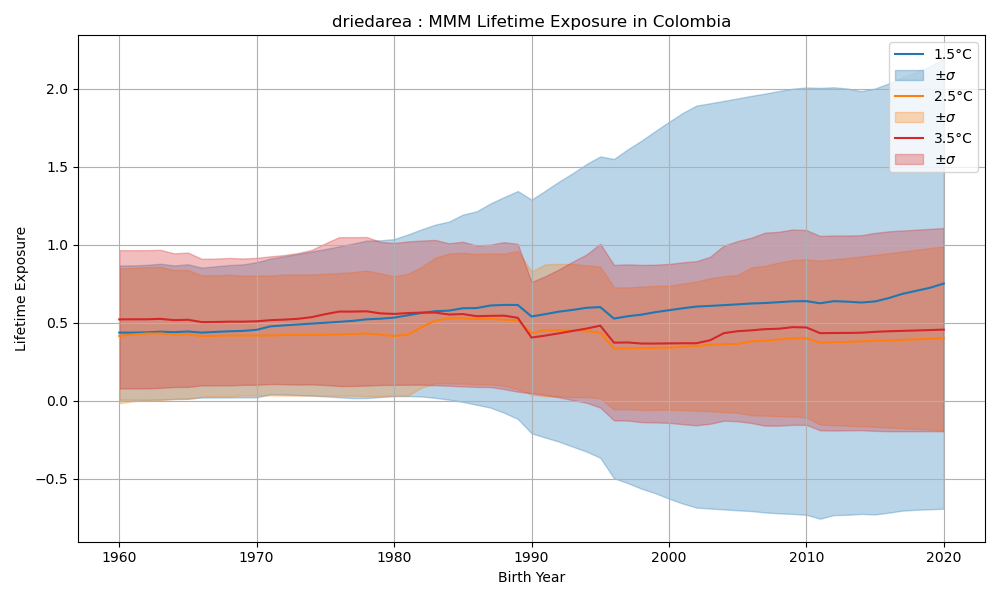 driedarea : MMM Lifetime Exposure in Colombia
1.5°C
±σ
2.5°C
±σ
3.5°C
±σ
2.0
1.5
1.0
0.5
0.0
−0.5
Lifetime Exposure
1960 1970 1980 1990 2000 2010 2020
Birth Year